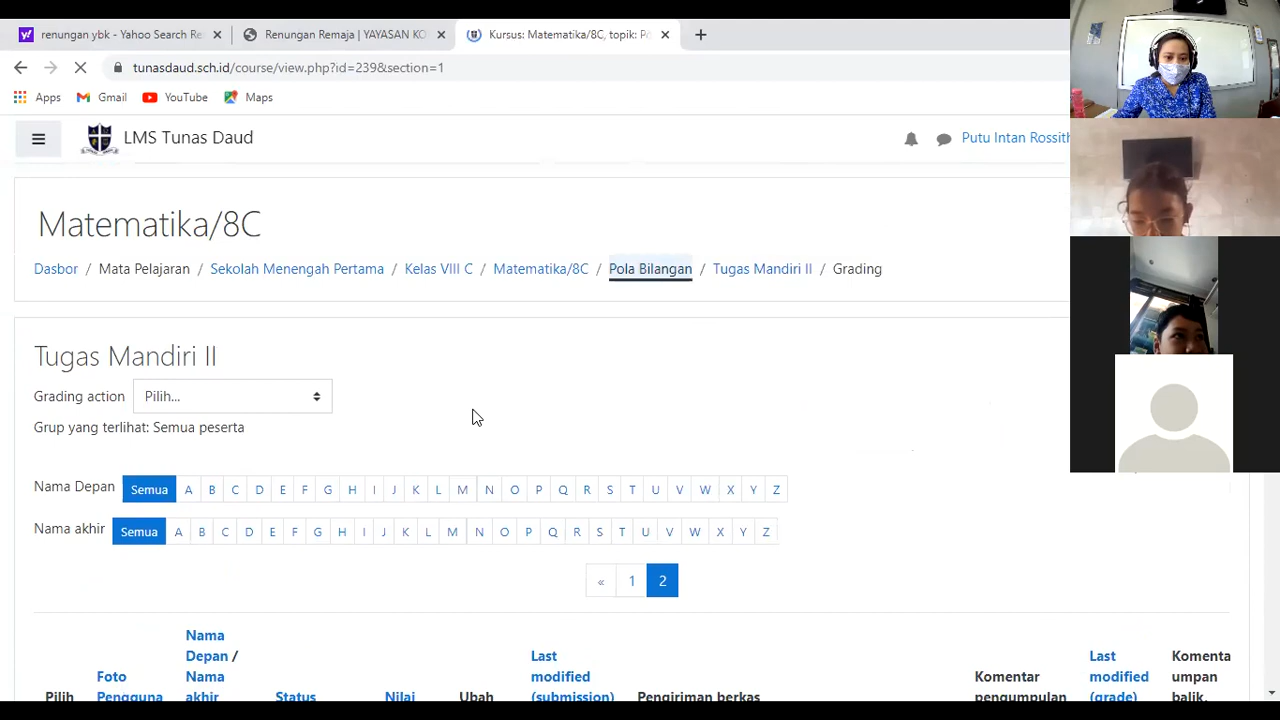 renungan ybk - Yahoo Search Re
Renungan Remaja | YAYASAN KO
Kursus: Matematika/8C, topik: Po
tunasdaud.sch.id/course/view.php?id=239&section=1
Apps Gmail YouTube Maps
LMS Tunas Daud
Putu Intan Rossith
Matematika/8C
Dasbor / Mata Pelajaran / Sekolah Menengah Pertama / Kelas VIII C / Matematika/8C / Pola Bilangan / Tugas Mandiri II / Grading
Tugas Mandiri II
Grading action Pilih...
Grup yang terlihat: Semua peserta
Nama Depan Semua A B C D E F G H I J K L M N O P Q R S T U V W X Y Z
Nama akhir Semua A B C D E F G H I J K L M N O P Q R S T U V W X Y Z
« 1 2
Pilih
Foto
Pengguna
Nama
Depan /
Nama
akhir
Status
Nilai
Ubah
Last
modified
(submission)
Pengiriman berkas
Komentar
pengumpulan
Last
modified
(grade)
Komenta
umpan
balik.